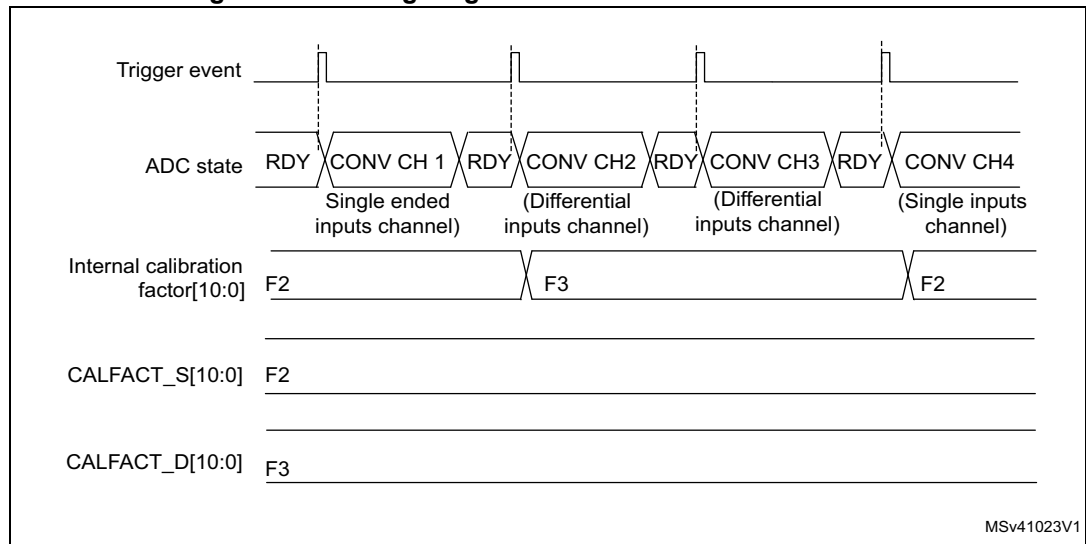 Trigger event
ADC state
RDY
CONV CH 1
RDY
CONV CH2
RDY
CONV CH3
RDY
CONV CH4
Single ended
inputs channel)
(Differential
inputs channel)
(Differential
inputs channel)
(Single inputs
channel)
Internal calibration
factor[10:0]
F2
F3
F2
CALFACT_S[10:0]
F2
CALFACT_D[10:0]
F3
MSv41023V1